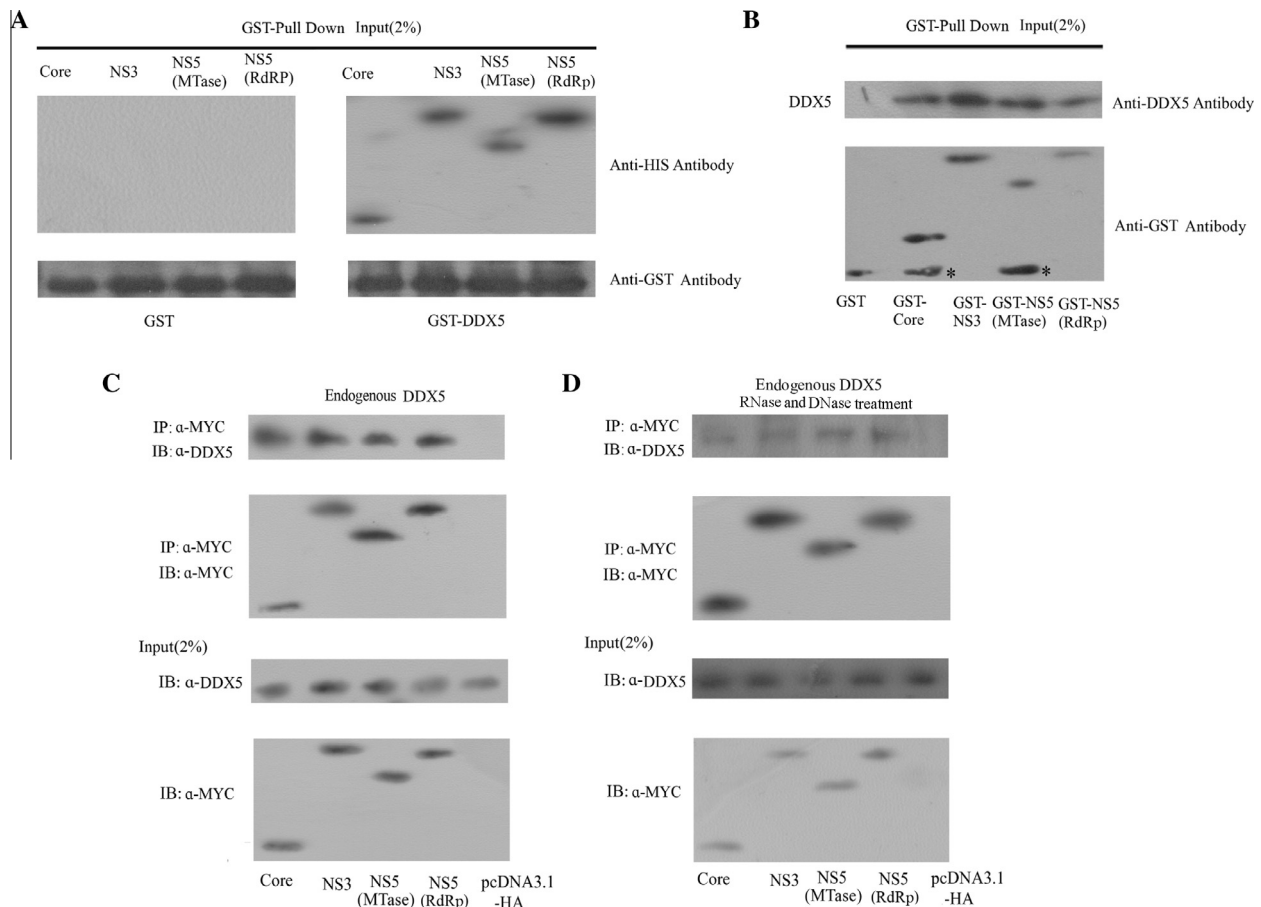 A
GST-Pull Down Input(2%)
Core
NS3
NS5
(MTase)
NS5
(RdRP)
Core
NS3
NS5
(MTase)
NS5
(RdRp)
Anti-HIS Antibody
Anti-GST Antibody
GST
GST-DDX5
B
GST-Pull Down Input(2%)
DDX5
Anti-DDX5 Antibody
Anti-GST Antibody
*
*
GST
GST-
Core
GST-
NS3
GST-NS5
(MTase)
GST-NS5
(RdRp)
C
Endogenous DDX5
IP: α-MYC
IB: α-DDX5
IP: α-MYC
IB: α-MYC
Input(2%)
IB: α-DDX5
IB: α-MYC
Core
NS3
NS5
(MTase)
NS5
(RdRp)
pcDNA3.1
-HA
D
Endogenous DDX5
RNase and DNase treatment
IP: α-MYC
IB: α-DDX5
IP: α-MYC
IB: α-MYC
Input(2%)
IB: α-DDX5
IB: α-MYC
Core
NS3
NS5
(MTase)
NS5
(RdRp)
pcDNA3.1
-HA